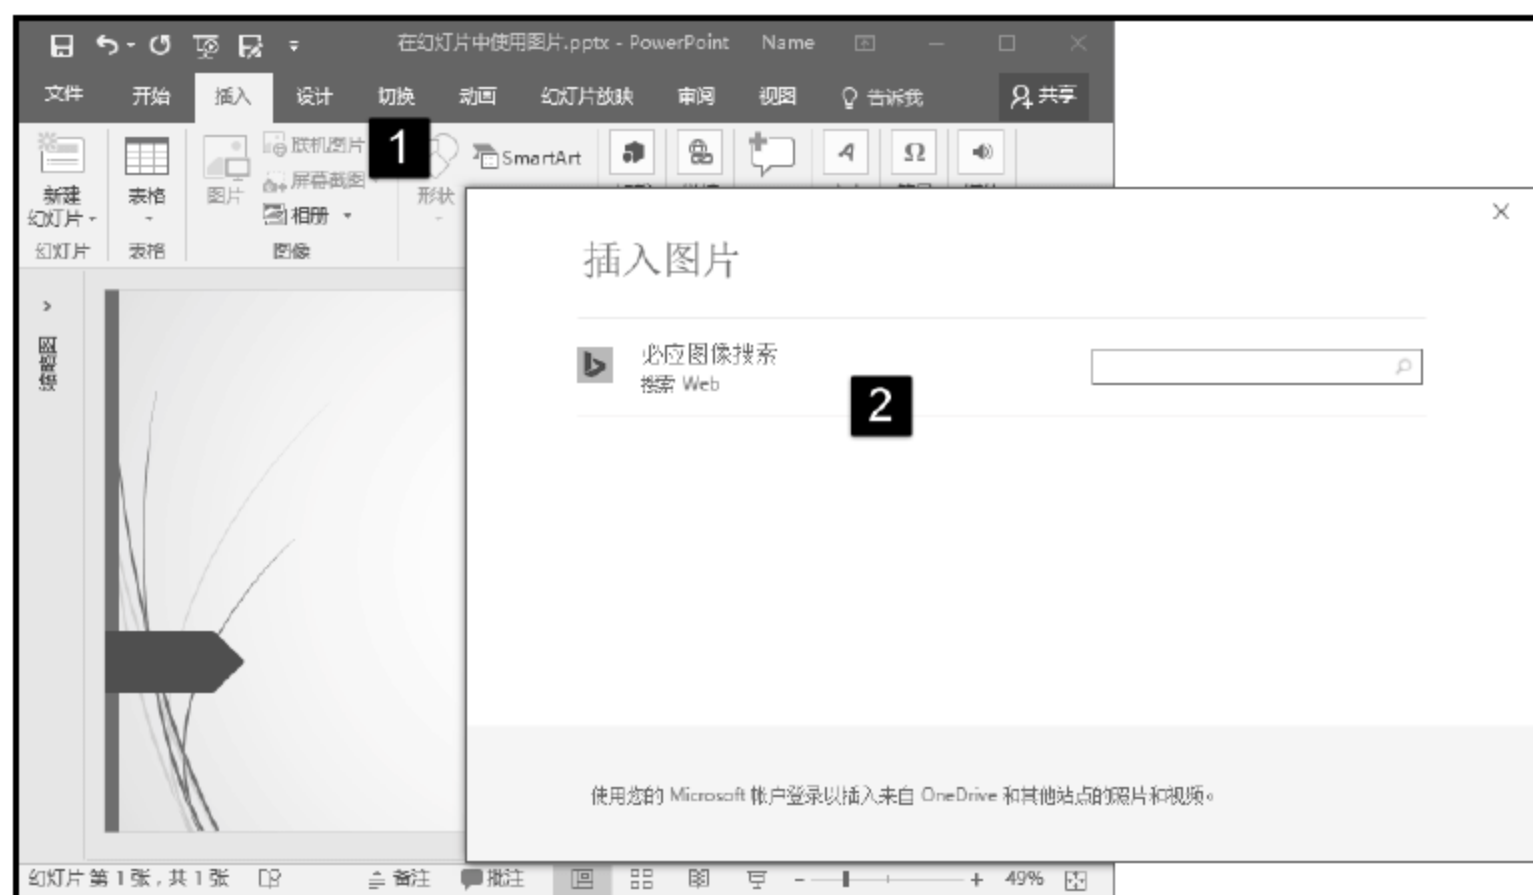 在幻灯片中使用图片.pptx - PowerPoint Name
文件 开始 插入 设计 切换 动画 幻灯片放映 审阅 视图 告诉我 共享
联机图片
1
SmartArt
Ω
屏幕截图
新建
幻灯片
表格
图片
相册
形状
幻灯片 表格 图像
插入图片
缩略图
必应图像搜索
搜索 Web
2
使用您的 Microsoft 帐户登录以插入来自 OneDrive 和其他站点的照片和视频。
幻灯片 第 1 张，共 1 张 备注 批注 49%